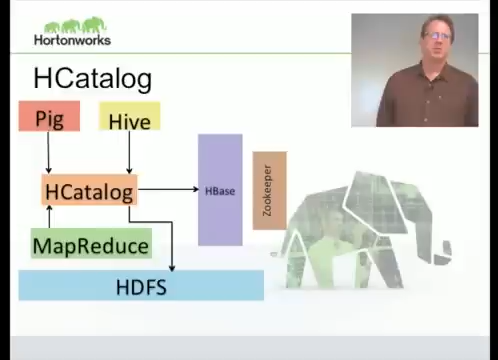 Hortonworks
HCatalog
Pig
Hive
HCatalog
HBase
Zookeeper
MapReduce
HDFS